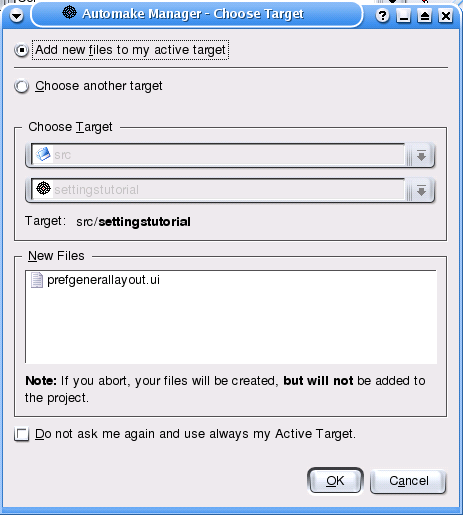 Automake Manager - Choose Target
Add new files to my active target
Choose another target
Choose Target
src
settingstutorial
Target: src/settingstutorial
New Files
prefgenerallayout.ui
Note: If you abort, your files will be created, but will not be added to
the project.
Do not ask me again and use always my Active Target.
OK
Cancel